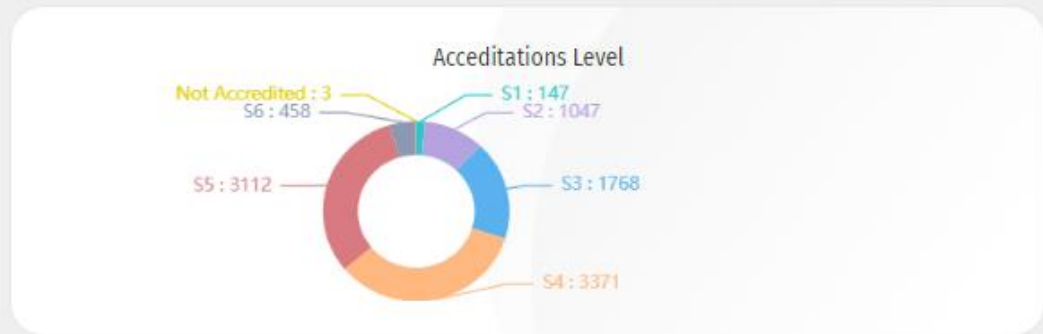 Acceditations Level
Not Accredited : 3
S1 : 147
S6 : 458
S2 : 1047
S5 : 3112
S3 : 1768
S4 : 3371